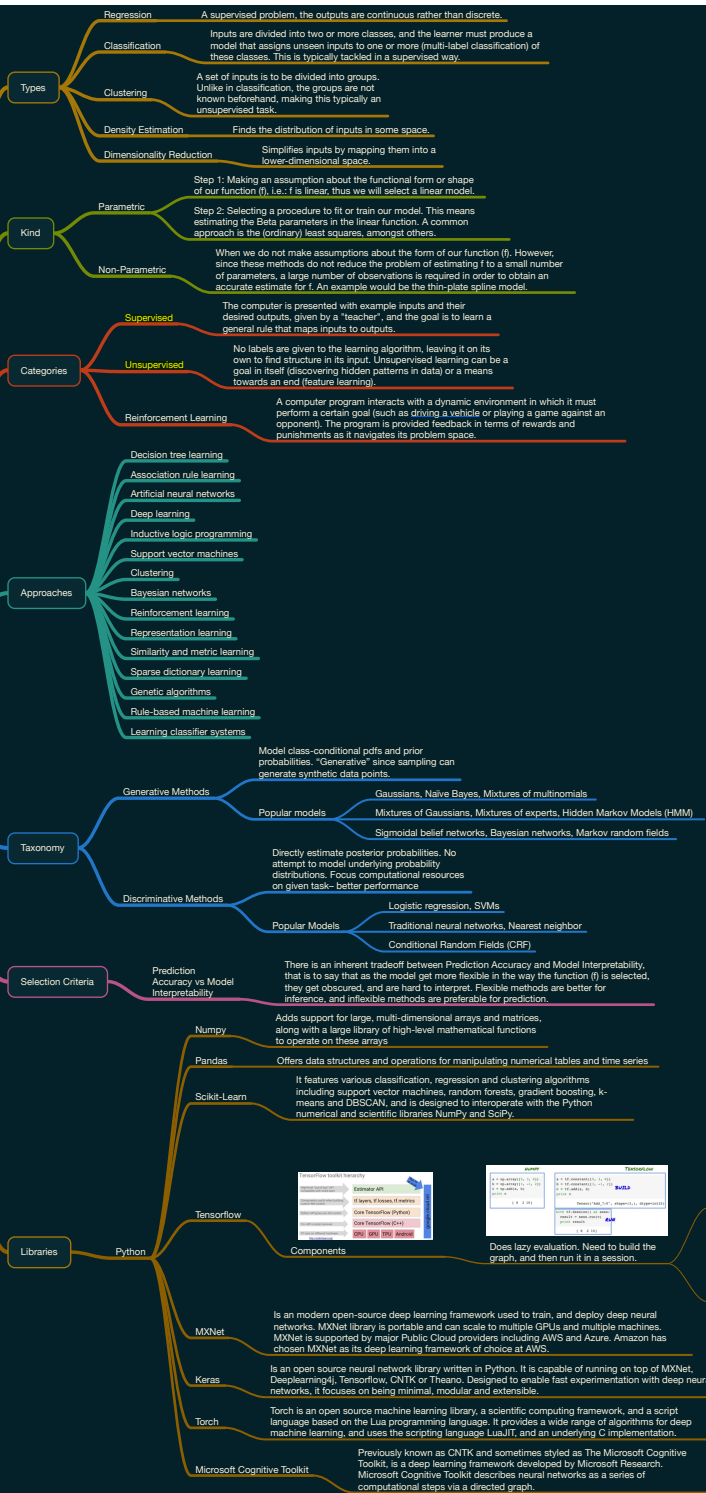 Types
Regression
A supervised problem, the outputs are continuous rather than discrete.
Classification
Inputs are divided into two or more classes, and the learner must produce a
model that assigns unseen inputs to one or more (multi-label classification) of
these classes. This is typically tackled in a supervised way.
Clustering
A set of inputs is to be divided into groups.
Unlike in classification, the groups are not
known beforehand, making this typically an
unsupervised task.
Density Estimation
Finds the distribution of inputs in some space.
Dimensionality Reduction
Simplifies inputs by mapping them into a
lower-dimensional space.
Kind
Parametric
Step 1: Making an assumption about the functional form or shape
of our function (f), i.e.: f is linear, thus we will select a linear model.
Step 2: Selecting a procedure to fit or train our model. This means
estimating the Beta parameters in the linear function. A common
approach is the (ordinary) least squares, amongst others.
Non-Parametric
When we do not make assumptions about the form of our function (f). However,
since these methods do not reduce the problem of estimating f to a small number
of parameters, a large number of observations is required in order to obtain an
accurate estimate for f. An example would be the thin-plate spline model.
Categories
Supervised
The computer is presented with example inputs and their
desired outputs, given by a "teacher", and the goal is to learn a
general rule that maps inputs to outputs.
Unsupervised
No labels are given to the learning algorithm, leaving it on its
own to find structure in its input. Unsupervised learning can be a
goal in itself (discovering hidden patterns in data) or a means
towards an end (feature learning).
Reinforcement Learning
A computer program interacts with a dynamic environment in which it must
perform a certain goal (such as driving a vehicle or playing a game against an
opponent). The program is provided feedback in terms of rewards and
punishments as it navigates its problem space.
Approaches
Decision tree learning
Association rule learning
Artificial neural networks
Deep learning
Inductive logic programming
Support vector machines
Clustering
Bayesian networks
Reinforcement learning
Representation learning
Similarity and metric learning
Sparse dictionary learning
Genetic algorithms
Rule-based machine learning
Learning classifier systems
Taxonomy
Generative Methods
Model class-conditional pdfs and prior
probabilities. “Generative” since sampling can
generate synthetic data points.
Popular models
Gaussians, Naïve Bayes, Mixtures of multinomials
Mixtures of Gaussians, Mixtures of experts, Hidden Markov Models (HMM)
Sigmoidal belief networks, Bayesian networks, Markov random fields
Discriminative Methods
Directly estimate posterior probabilities. No
attempt to model underlying probability
distributions. Focus computational resources
on given task– better performance
Popular Models
Logistic regression, SVMs
Traditional neural networks, Nearest neighbor
Conditional Random Fields (CRF)
Selection Criteria
Prediction
Accuracy vs Model
Interpretability
There is an inherent tradeoff between Prediction Accuracy and Model Interpretability,
that is to say that as the model get more flexible in the way the function (f) is selected,
they get obscured, and are hard to interpret. Flexible methods are better for
inference, and inflexible methods are preferable for prediction.
Libraries
Python
Numpy
Adds support for large, multi-dimensional arrays and matrices,
along with a large library of high-level mathematical functions
to operate on these arrays
Pandas
Offers data structures and operations for manipulating numerical tables and time series
Scikit-Learn
It features various classification, regression and clustering algorithms
including support vector machines, random forests, gradient boosting, k-
means and DBSCAN, and is designed to interoperate with the Python
numerical and scientific libraries NumPy and SciPy.
Tensorflow
Components
TensorFlow toolkit hierarchy
Estimator API
tf.layers, tf.losses, tf.metrics
Core TensorFlow (Python)
Core TensorFlow (C++)
CPU GPU TPU Android
NUMPY
TENSORFLOW
BUILD
RUN
Does lazy evaluation. Need to build the
graph, and then run it in a session.
MXNet
Is an modern open-source deep learning framework used to train, and deploy deep neural
networks. MXNet library is portable and can scale to multiple GPUs and multiple machines.
MXNet is supported by major Public Cloud providers including AWS and Azure. Amazon has
chosen MXNet as its deep learning framework of choice at AWS.
Keras
Is an open source neural network library written in Python. It is capable of running on top of MXNet,
Deeplearning4j, Tensorflow, CNTK or Theano. Designed to enable fast experimentation with deep neura
networks, it focuses on being minimal, modular and extensible.
Torch
Torch is an open source machine learning library, a scientific computing framework, and a script
language based on the Lua programming language. It provides a wide range of algorithms for deep
machine learning, and uses the scripting language LuaJIT, and an underlying C implementation.
Microsoft Cognitive Toolkit
Previously known as CNTK and sometimes styled as The Microsoft Cognitive
Toolkit, is a deep learning framework developed by Microsoft Research.
Microsoft Cognitive Toolkit describes neural networks as a series of
computational steps via a directed graph.